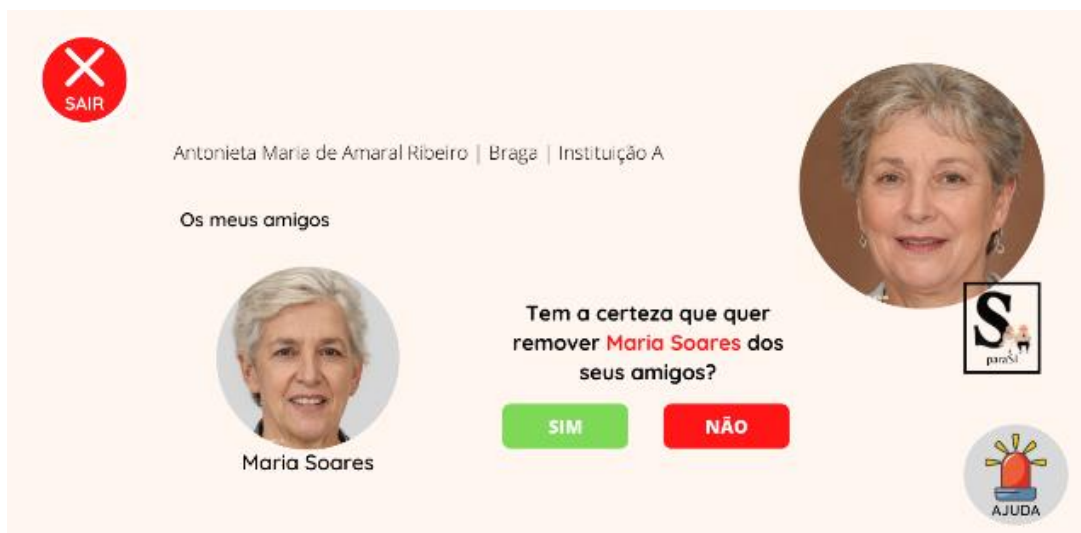 SAIR
Antonieta Maria de Amaral Ribeiro | Braga | Instituição A
Os meus amigos
Tem a certeza que quer
remover Maria Soares dos
seus amigos?
SIM
NÃO
Maria Soares
S
paraSi
AJUDA